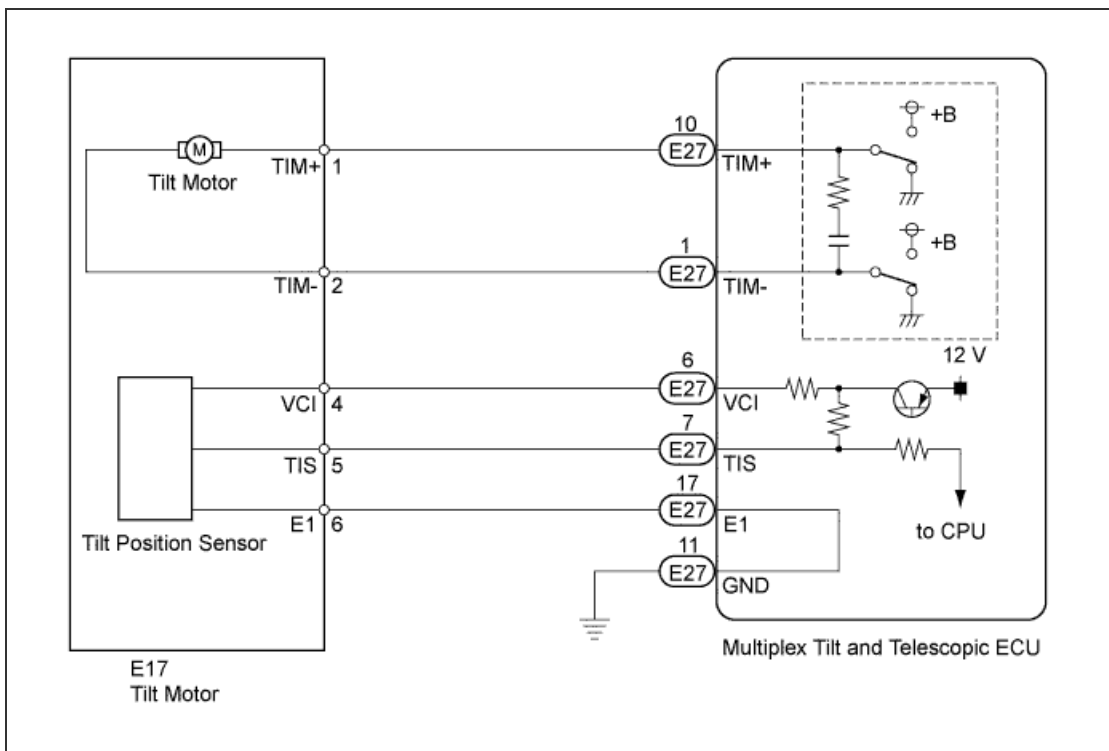 M
Tilt Motor
TIM+ 1
TIM- 2
VCI 4
TIS 5
E1 6
Tilt Position Sensor
E17
Tilt Motor
10
E27
TIM+
1
E27
TIM-
6
E27
VCI
7
E27
TIS
17
E27
E1
11
E27
GND
+B
+B
12 V
to CPU
Multiplex Tilt and Telescopic ECU